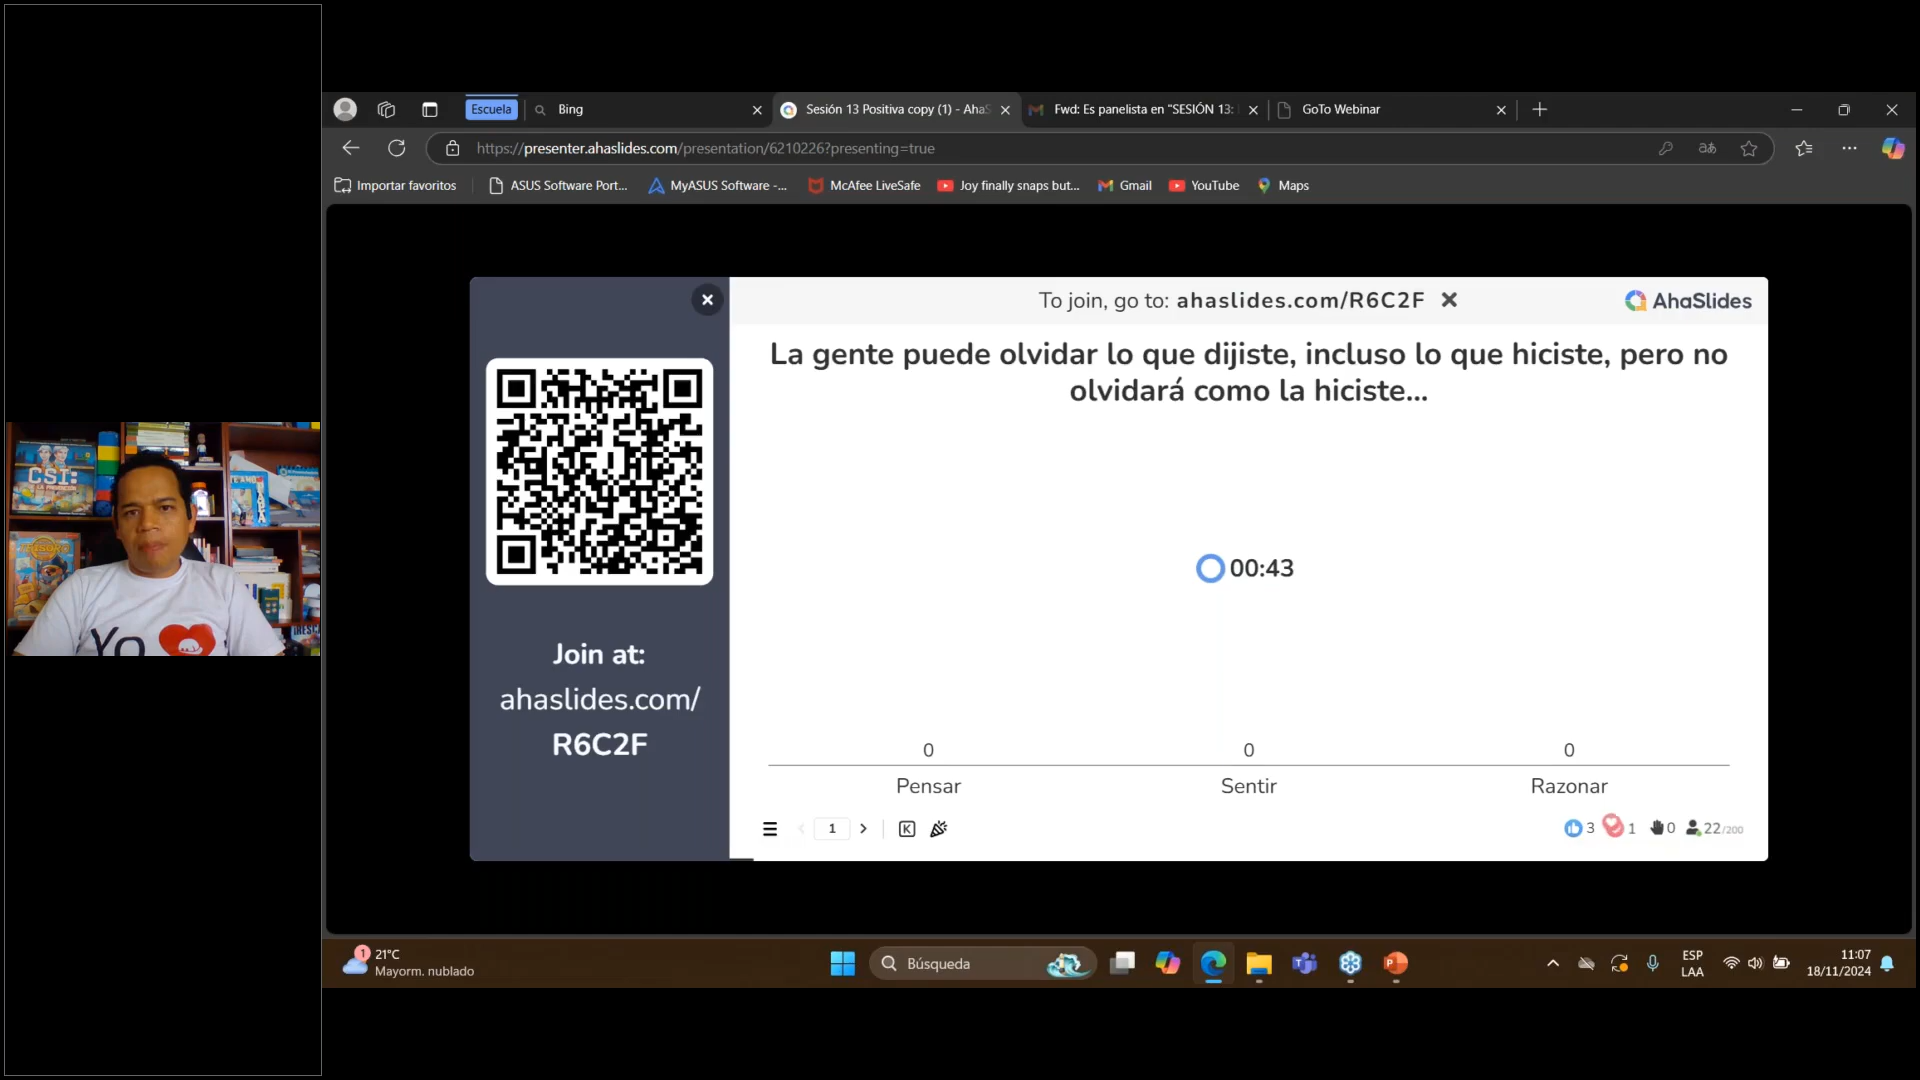 Escuela
Bing
Sesión 13 Positiva copy (1) - AhaS
Fwd: Es panelista en "SESIÓN 13:
GoTo Webinar
https://presenter.ahaslides.com/presentation/6210226?presenting=true
Importar favoritos
ASUS Software Port...
MyASUS Software -...
McAfee LiveSafe
Joy finally snaps but...
Gmail
YouTube
Maps
To join, go to: ahaslides.com/R6C2F
AhaSlides
La gente puede olvidar lo que dijiste, incluso lo que hiciste, pero no
olvidará como la hiciste...
00:43
Join at:
ahaslides.com/
R6C2F
0
0
0
Pensar
Sentir
Razonar
1
K
3
1
0
22/200
CSI:
Yo
1
21°C
Mayorm. nublado
Búsqueda
ESP
LAA
11:07
18/11/2024